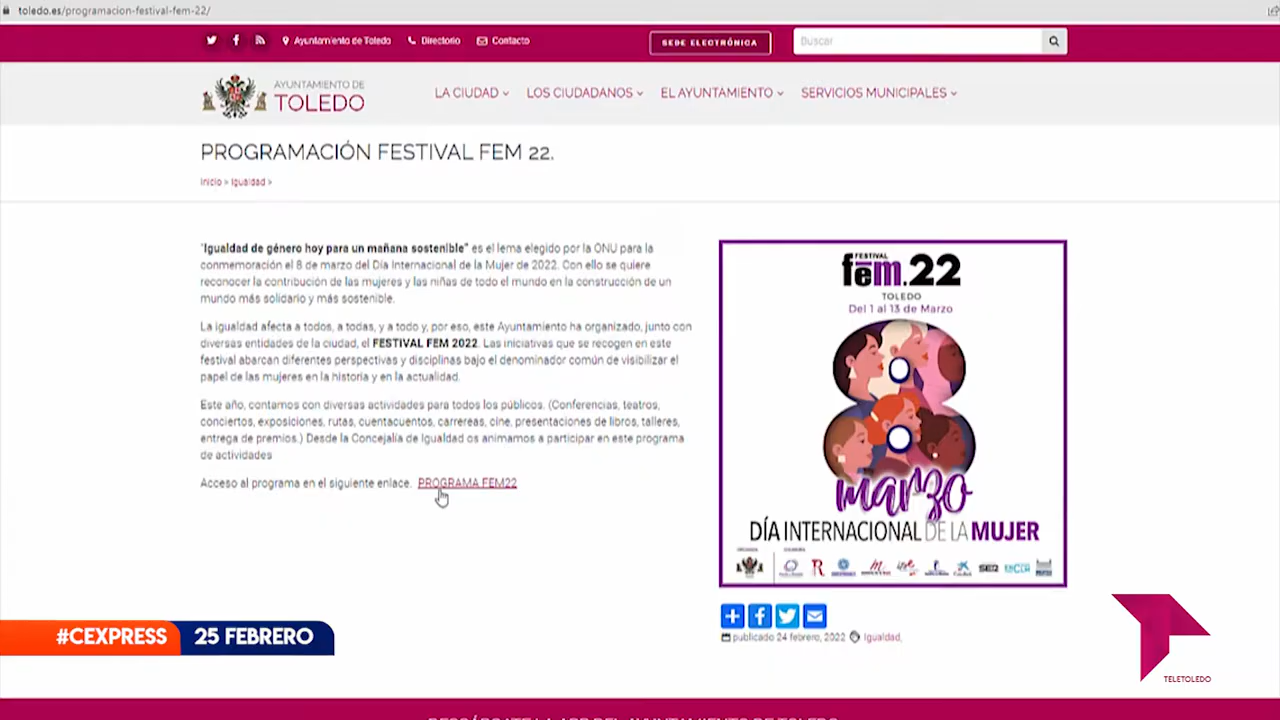 toledo.es/programacion-festival-fem-22/
Ayuntamiento de Toledo Directorio Contacto SEDE ELECTRÓNICA Buscar
AYUNTAMIENTO DE
TOLEDO
LA CIUDAD LOS CIUDADANOS EL AYUNTAMIENTO SERVICIOS MUNICIPALES
PROGRAMACIÓN FESTIVAL FEM 22.
Inicio » Igualdad »
"Igualdad de género hoy para un mañana sostenible" es el lema elegido por la ONU para la
conmemoración el 8 de marzo del Día Internacional de la Mujer de 2022. Con ello se quiere
reconocer la contribución de las mujeres y las niñas de todo el mundo en la construcción de un
mundo más solidario y más sostenible.
La igualdad afecta a todos, a todas, y a todo y, por eso, este Ayuntamiento ha organizado, junto con
diversas entidades de la ciudad, el FESTIVAL FEM 2022. Las iniciativas que se recogen en este
festival abarcan diferentes perspectivas y disciplinas bajo el denominador común de visibilizar el
papel de las mujeres en la historia y en la actualidad.
Este año, contamos con diversas actividades para todos los públicos. (Conferencias, teatros,
conciertos, exposiciones, rutas, cuentacuentos, carrereas, cine, presentaciones de libros, talleres,
entrega de premios.) Desde la Concejalía de Igualdad os animamos a participar en este programa
de actividades
Acceso al programa en el siguiente enlace. PROGRAMA FEM22
FESTIVAL
fem.22
TOLEDO
Del 1 al 13 de Marzo
marzo
DÍA INTERNACIONAL DE LA MUJER
SER
publicado 24 febrero, 2022 Igualdad,
#CEXPRESS 25 FEBRERO
TELETOLEDO
DESCÁRGATE LA APP DEL AYUNTAMIENTO DE TOLEDO